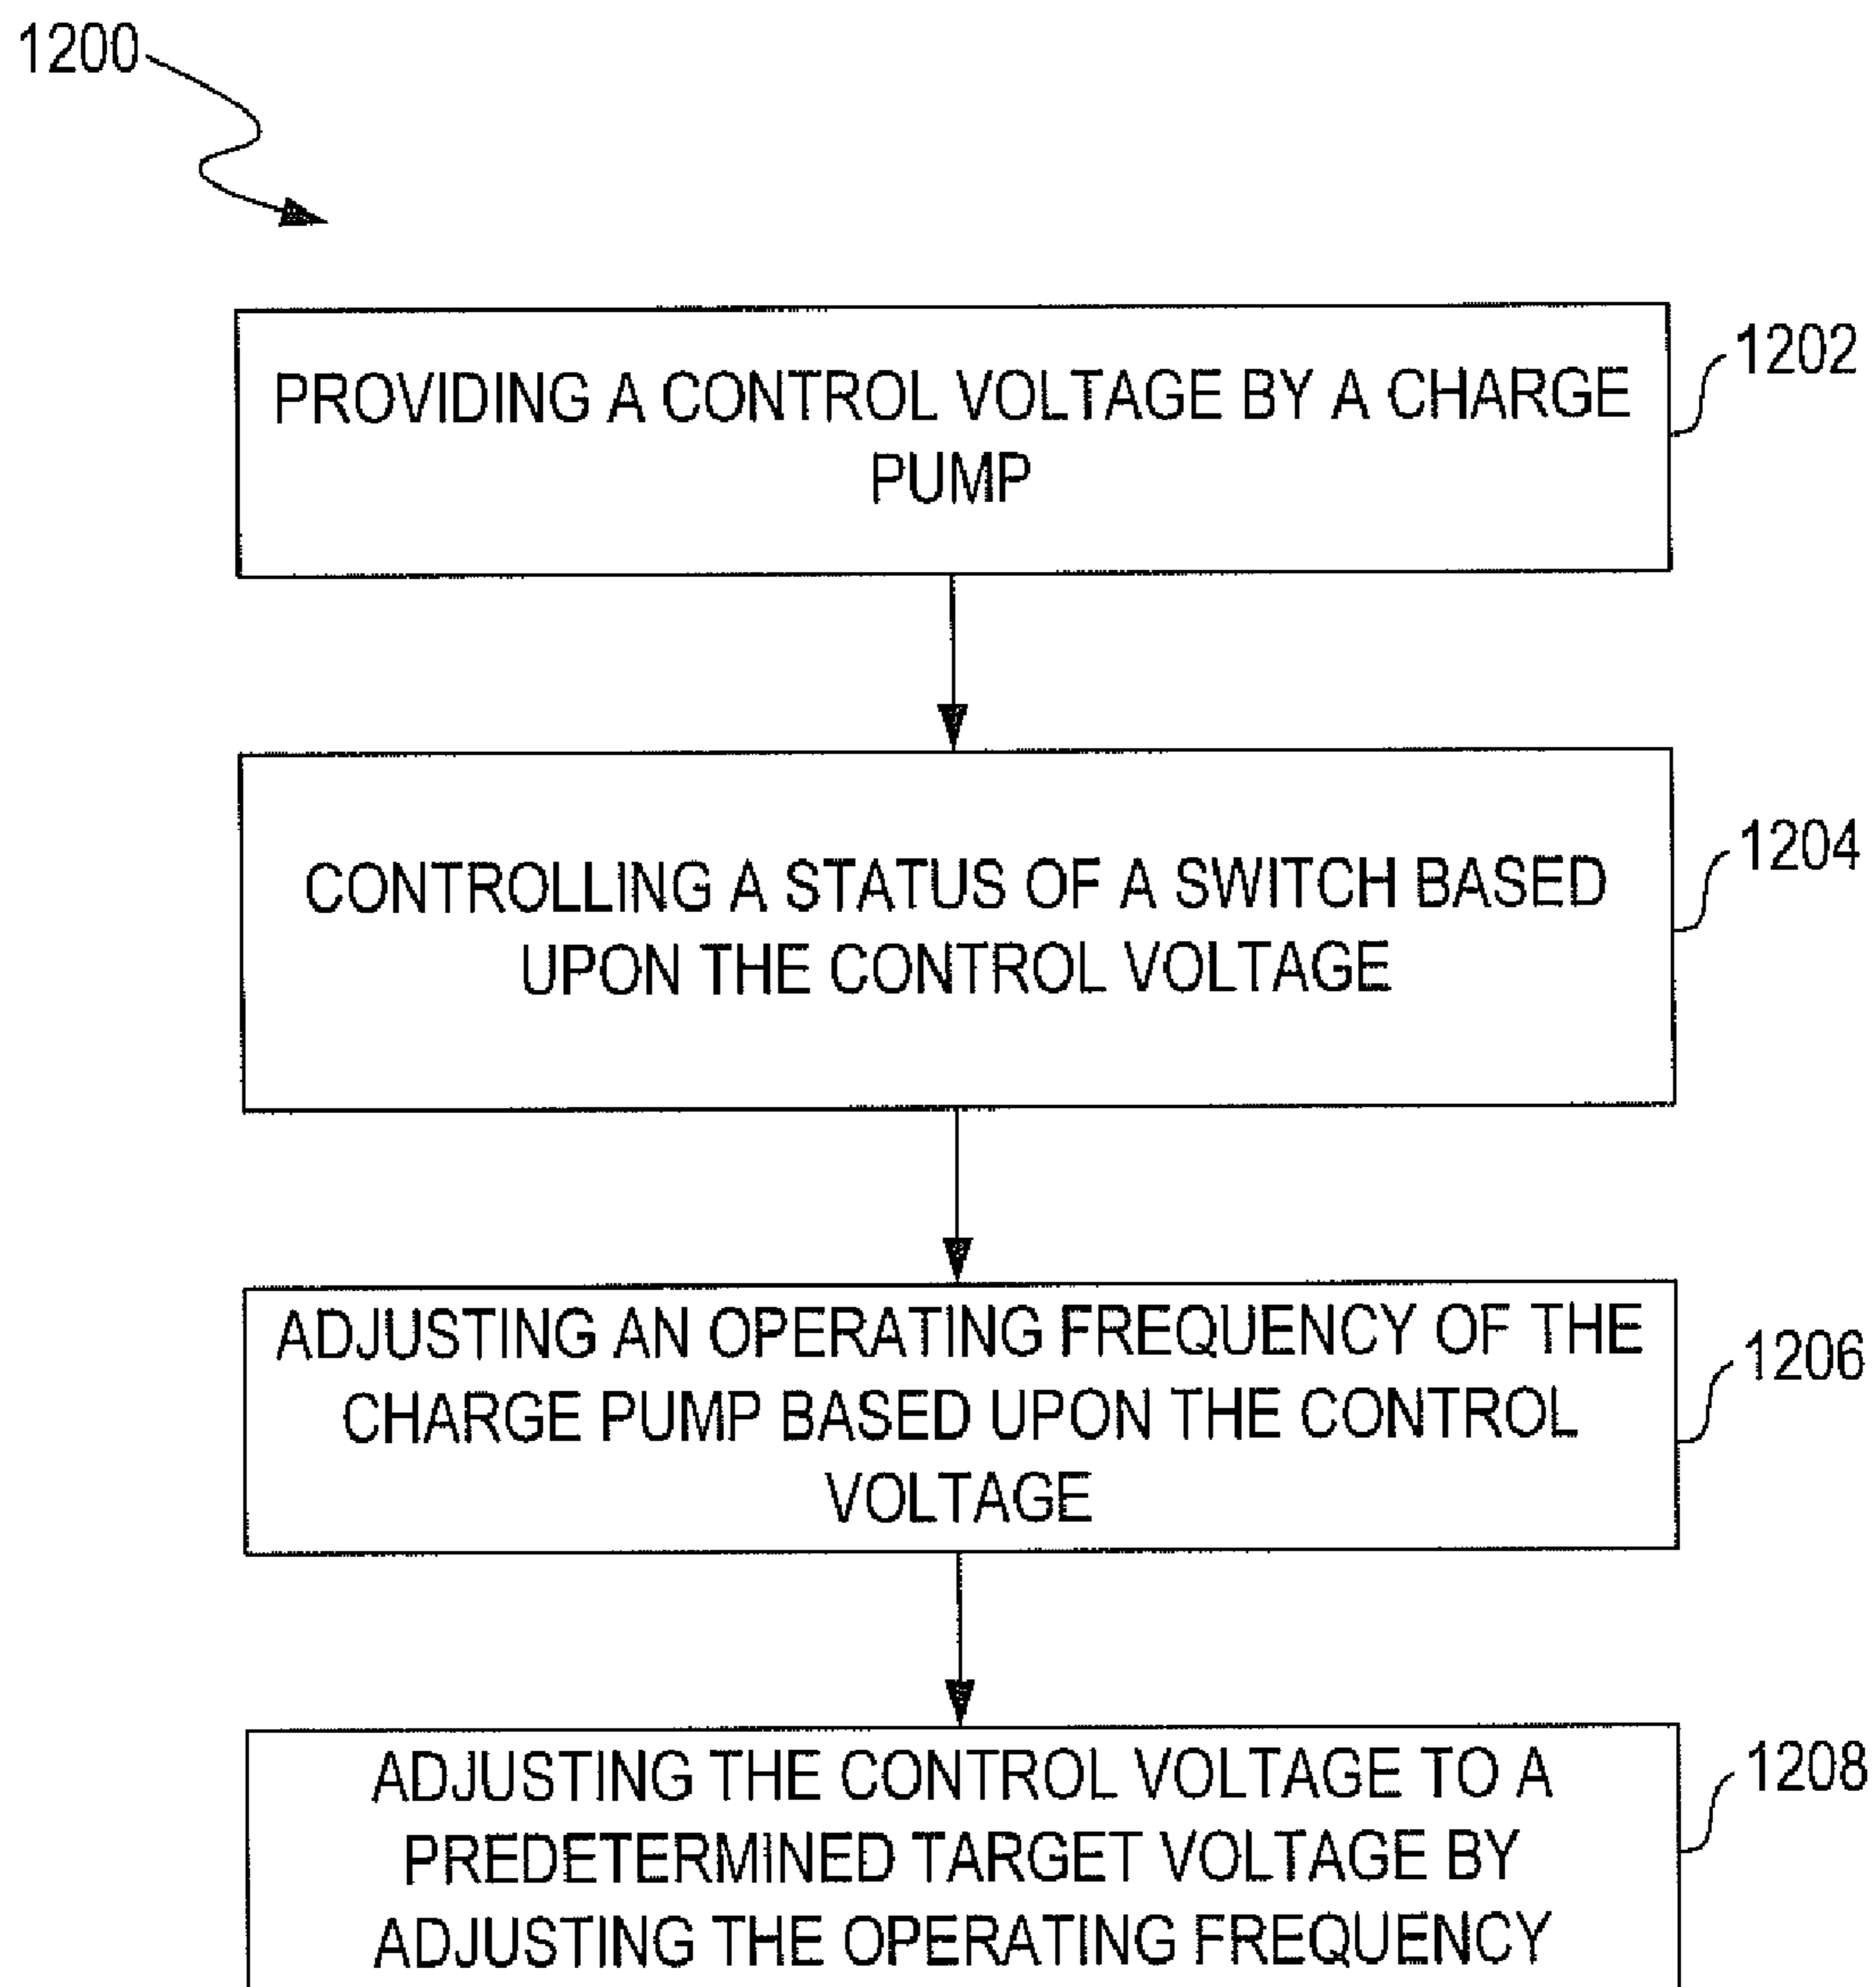 1200
PROVIDING A CONTROL VOLTAGE BY A CHARGE
PUMP
1202
CONTROLLING A STATUS OF A SWITCH BASED
UPON THE CONTROL VOLTAGE
1204
ADJUSTING AN OPERATING FREQUENCY OF THE
CHARGE PUMP BASED UPON THE CONTROL
VOLTAGE
1206
ADJUSTING THE CONTROL VOLTAGE TO A
PREDETERMINED TARGET VOLTAGE BY
ADJUSTING THE OPERATING FREQUENCY
1208